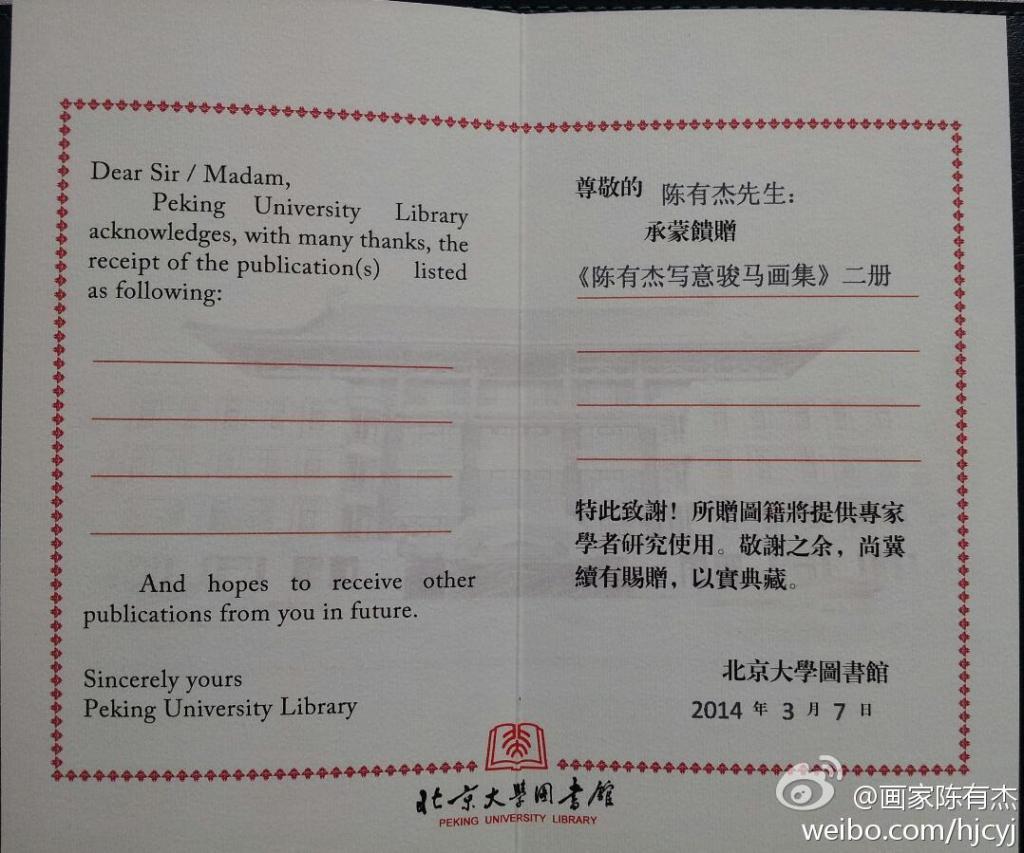 Dear Sir / Madam,
Peking University Library
acknowledges, with many thanks, the
receipt of the publication(s) listed
as following:
And hopes to receive other
publications from you in future.
Sincerely yours
Peking University Library
尊敬的 陈有杰先生：
承蒙饋贈
《陈有杰写意骏马画集》二册
特此致謝！所贈圖籍將提供專家
學者研究使用。敬謝之余，尚冀
續有賜贈，以實典藏。
北京大學圖書館
2014 年 3 月 7 日
北京大學圖書館
PEKING UNIVERSITY LIBRARY
@画家陈有杰
weibo.com/hjcyj